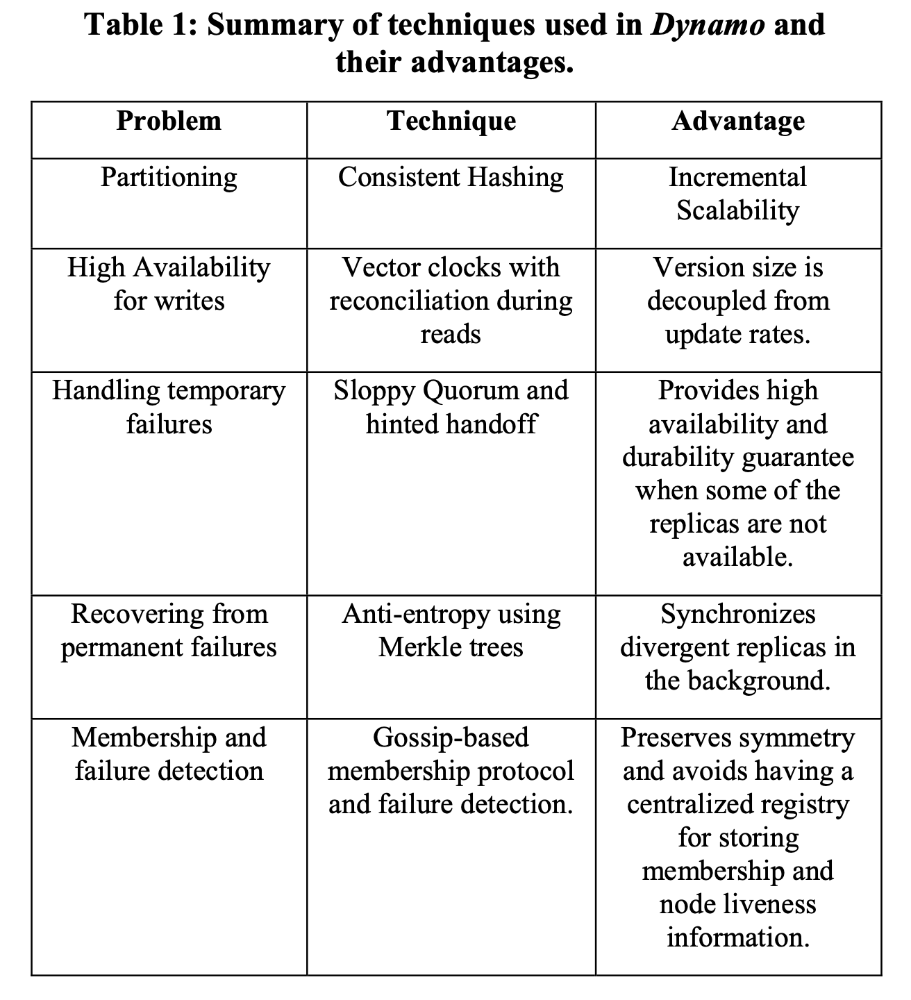 Table 1: Summary of techniques used in Dynamo and
their advantages.
Problem
Technique
Advantage
Partitioning
Consistent Hashing
Incremental
Scalability
High Availability
for writes
Vector clocks with
reconciliation during
reads
Version size is
decoupled from
update rates.
Handling temporary
failures
Sloppy Quorum and
hinted handoff
Provides high
availability and
durability guarantee
when some of the
replicas are not
available.
Recovering from
permanent failures
Anti-entropy using
Merkle trees
Synchronizes
divergent replicas in
the background.
Membership and
failure detection
Gossip-based
membership protocol
and failure detection.
Preserves symmetry
and avoids having a
centralized registry
for storing
membership and
node liveness
information.